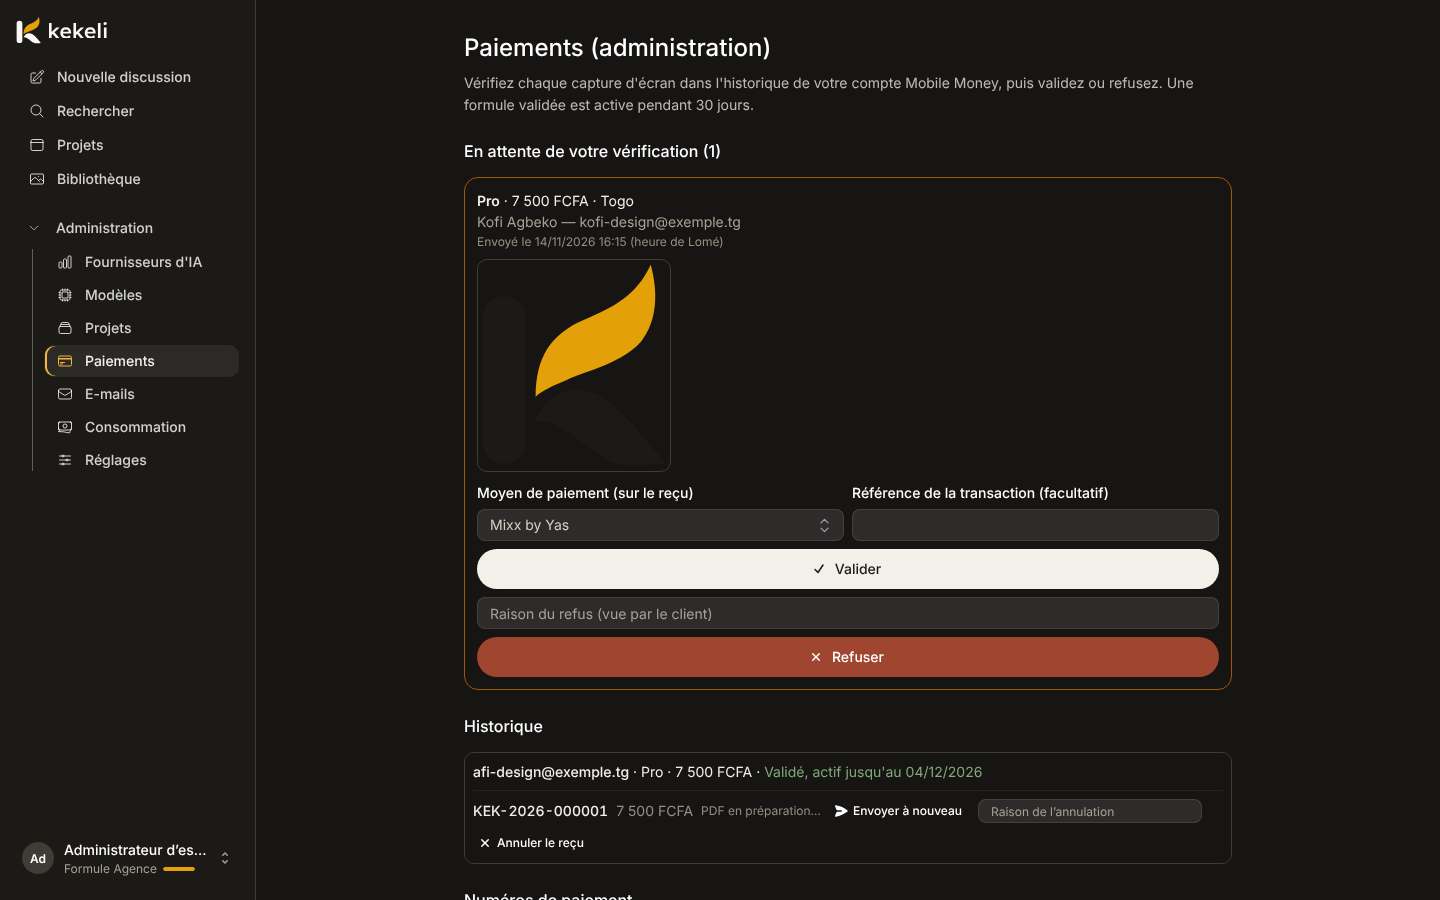 kekeli
Nouvelle discussion
Rechercher
Projets
Bibliothèque
Administration
Fournisseurs d'IA
Modèles
Projets
Paiements
E-mails
Consommation
Réglages
Ad
Administrateur d'es...
Formule Agence
Paiements (administration)
Vérifiez chaque capture d'écran dans l'historique de votre compte Mobile Money, puis validez ou refusez. Une
formule validée est active pendant 30 jours.
En attente de votre vérification (1)
Pro · 7 500 FCFA · Togo
Kofi Agbeko — kofi-design@exemple.tg
Envoyé le 14/11/2026 16:15 (heure de Lomé)
Moyen de paiement (sur le reçu)
Référence de la transaction (facultatif)
Mixx by Yas
Valider
Raison du refus (vue par le client)
Refuser
Historique
afi-design@exemple.tg · Pro · 7 500 FCFA · Validé, actif jusqu'au 04/12/2026
KEK-2026-000001 7 500 FCFA PDF en préparation... Envoyer à nouveau Raison de l'annulation
Annuler le reçu
Numéros de paiement